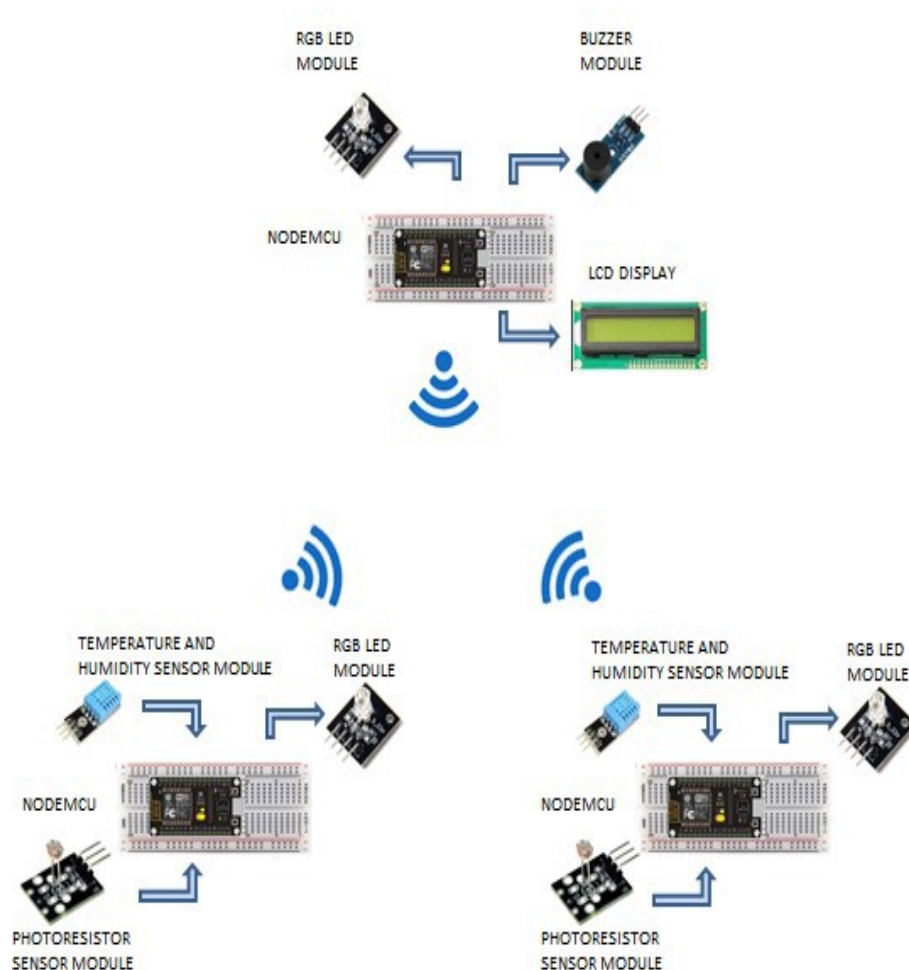 RGB LED
MODULE
BUZZER
MODULE
NODEMCU
LCD DISPLAY
TEMPERATURE AND
HUMIDITY SENSOR MODULE
RGB LED
MODULE
TEMPERATURE AND
HUMIDITY SENSOR MODULE
RGB LED
MODULE
NODEMCU
NODEMCU
PHOTORESISTOR
SENSOR MODULE
PHOTORESISTOR
SENSOR MODULE